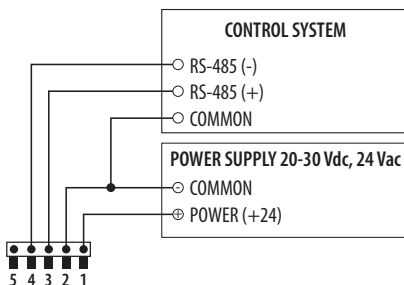 CONTROL SYSTEM
RS-485 (-)
RS-485 (+)
COMMON
POWER SUPPLY 20-30 Vdc, 24 Vac
- COMMON
+ POWER (+24)
5 4 3 2 1